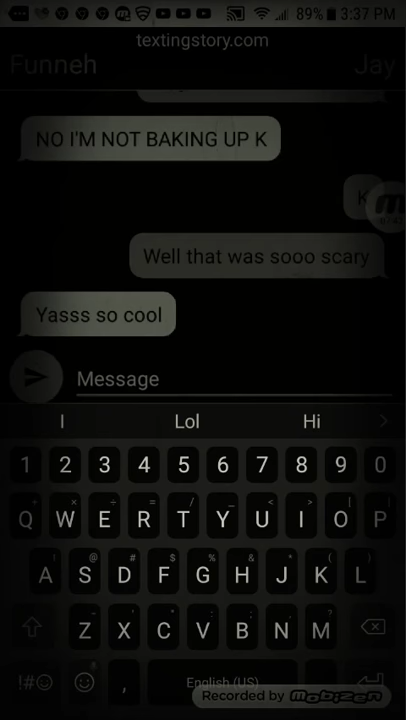 89% 3:37 PM
textingstory.com
Funneh Jay
NO I'M NOT BAKING UP K
K
Well that was sooo scary
Yasss so cool
Message
I Lol Hi
1 2 3 4 5 6 7 8 9 0
Q W E R T Y U I O P
A S D F G H J K L
Z X C V B N M
!#☺ , English (US)
Recorded by Mobizen